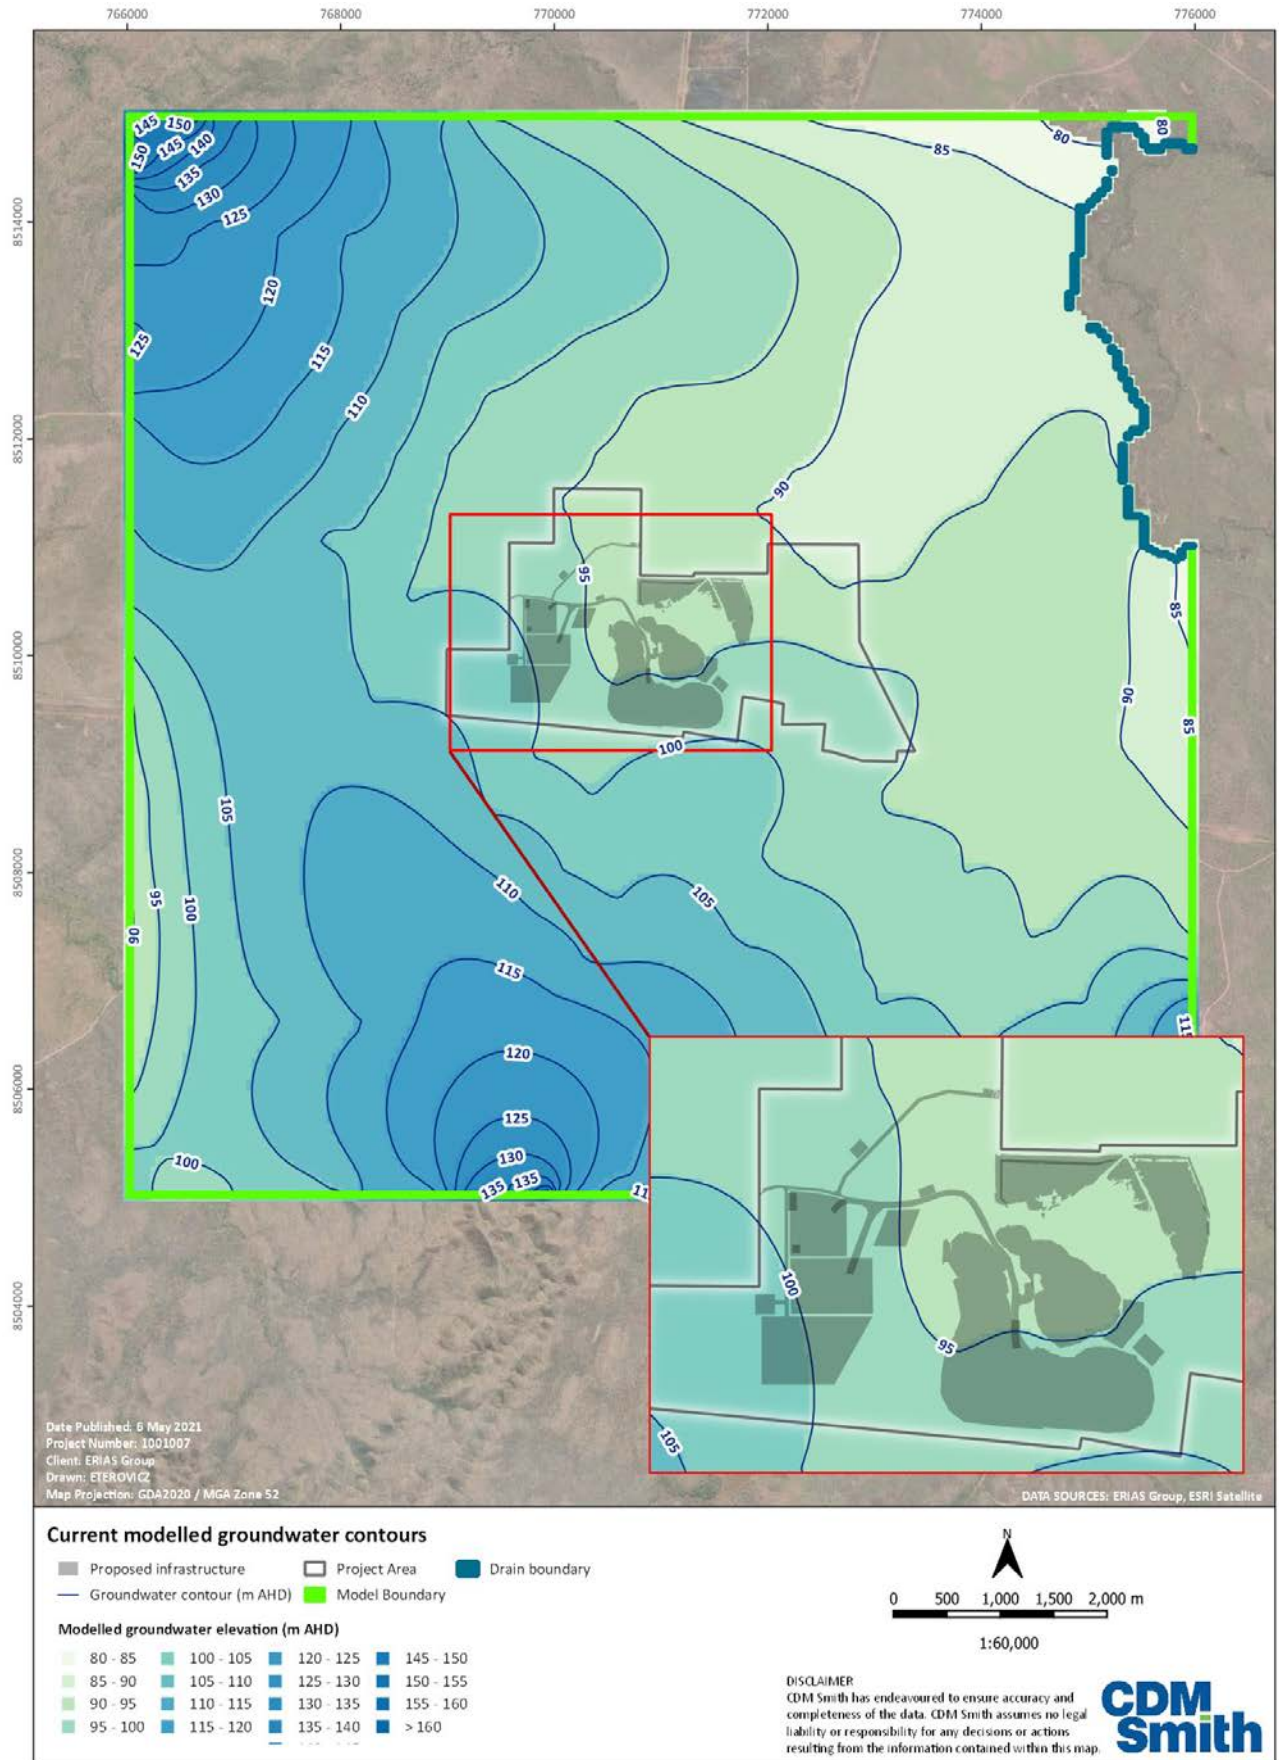 766000 768000 770000 772000 774000 776000
145 150
150 145 140
135
130
125
80
80
85
8514000
120
125
115
110
8512000
90
95
8510000
85
90
85
100
105
8508000
110
105
95
100
90
115
115
120
8506000
125
130
100
135 135
11
100
95
105
8504000
Date Published: 6 May 2021
Project Number: 1001007
Client: ERIAS Group
Drawn: ETEROVICZ
Map Projection: GDA2020 / MGA Zone 52
DATA SOURCES: ERIAS Group, ESRI Satellite
Current modelled groundwater contours
Proposed infrastructure Project Area Drain boundary
Groundwater contour (m AHD) Model Boundary
Modelled groundwater elevation (m AHD)
80 - 85 100 - 105 120 - 125 145 - 150
85 - 90 105 - 110 125 - 130 150 - 155
90 - 95 110 - 115 130 - 135 155 - 160
95 - 100 115 - 120 135 - 140 > 160
N
0 500 1,000 1,500 2,000 m
1:60,000
DISCLAIMER
CDM Smith has endeavoured to ensure accuracy and
completeness of the data. CDM Smith assumes no legal
liability or responsibility for any decisions or actions
resulting from the information contained within this map.
CDM
Smith